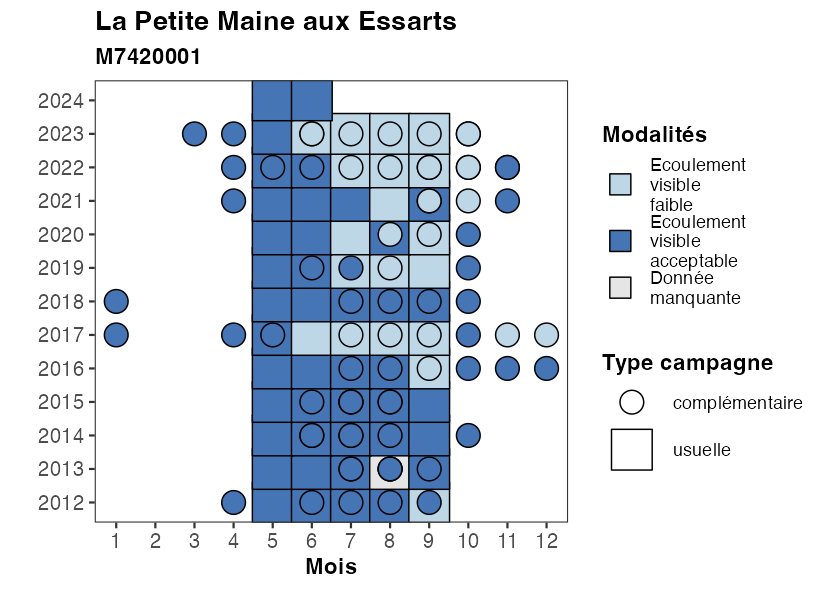 La Petite Maine aux Essarts
M7420001
2024
2023
2022
2021
2020
2019
2018
2017
2016
2015
2014
2013
2012
1 2 3 4 5 6 7 8 9 10 11 12
Mois
Modalités
Ecoulement
visible
faible
Ecoulement
visible
acceptable
Donnée
manquante
Type campagne
complémentaire
usuelle